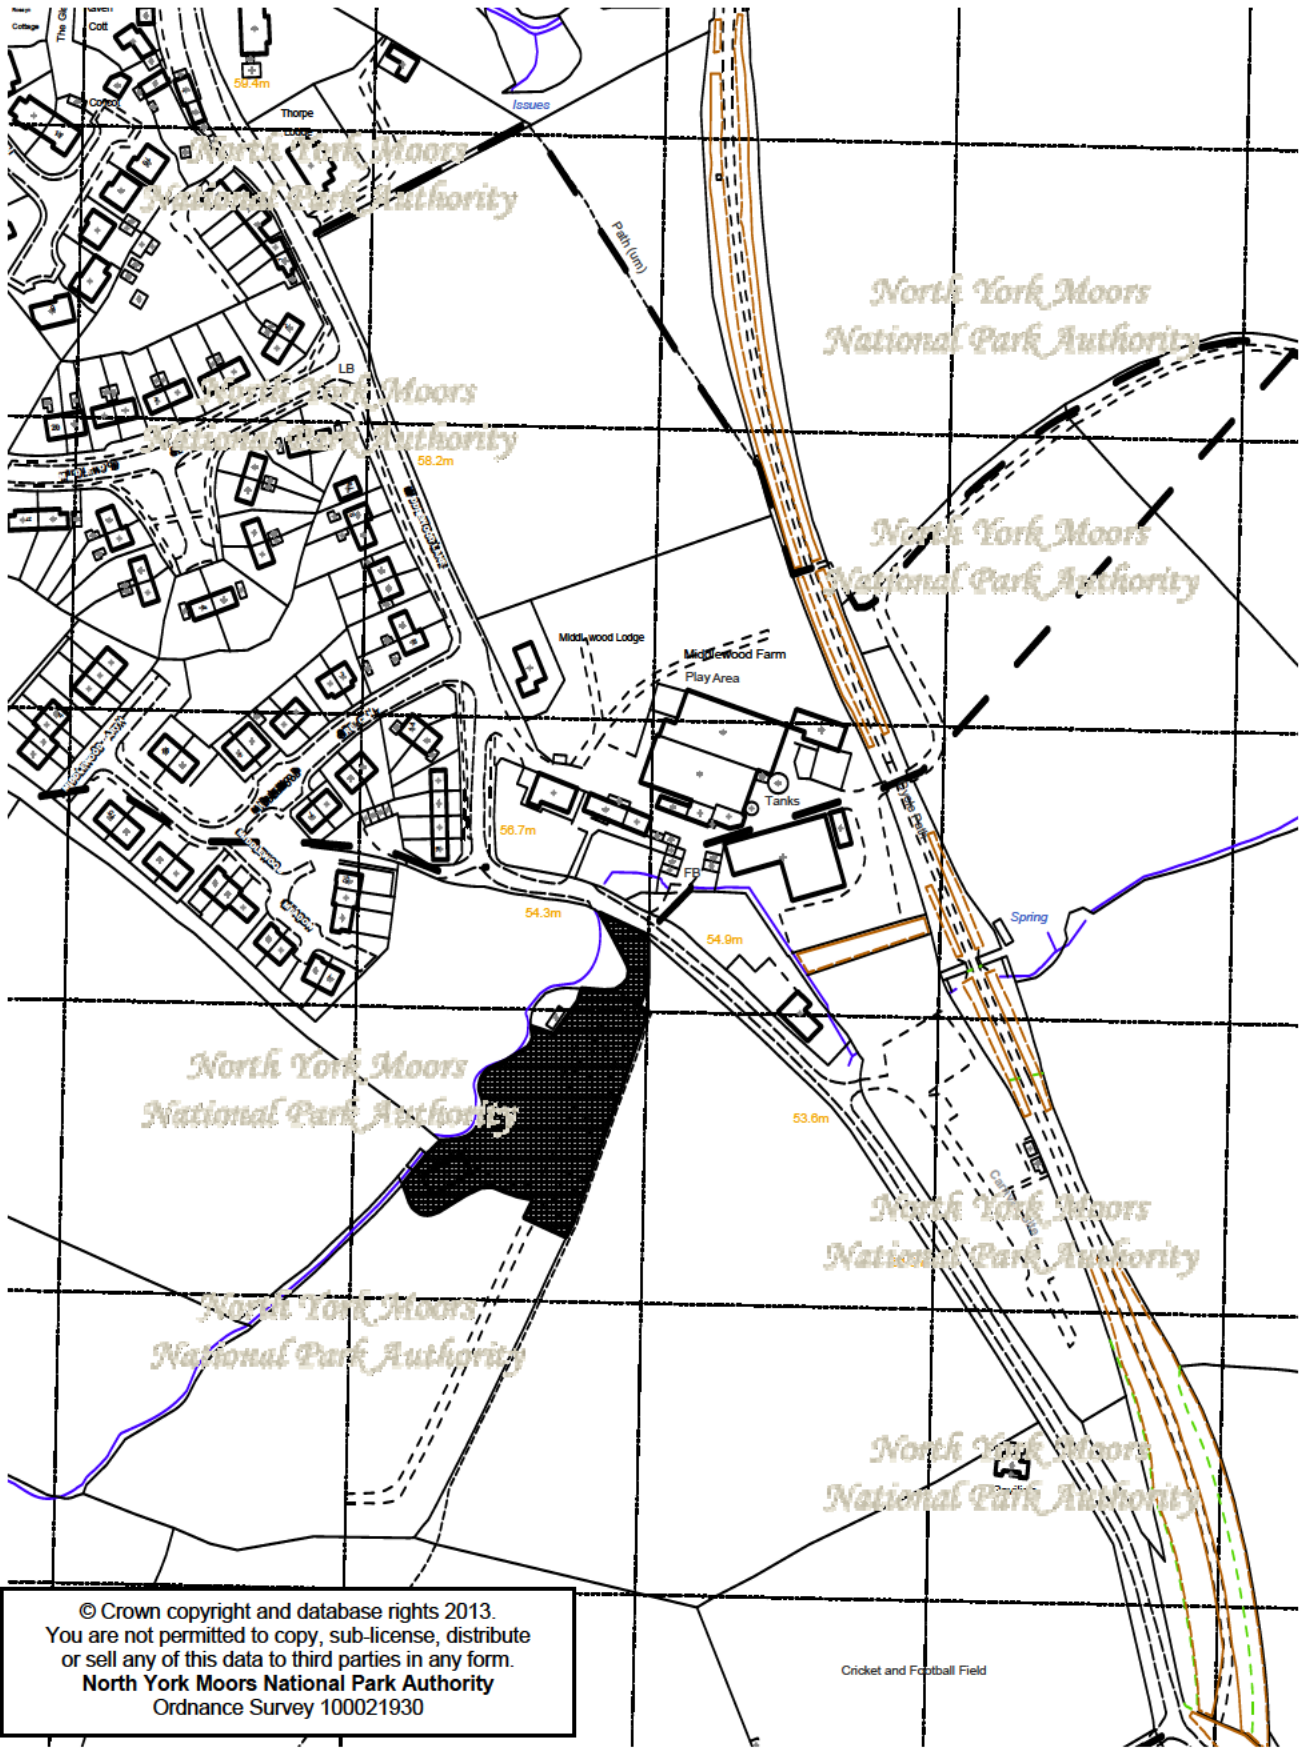 Cottage
Cott
59.4m
Thorpe
Lodge
Issues
North York Moors
National Park Authority
Path (um)
North York Moors
National Park Authority
LB
North York Moors
National Park Authority
58.2m
North York Moors
National Park Authority
Middlewood Lodge
Middlewood Farm
Play Area
Tanks
Cycle Path
56.7m
FB
54.3m
54.9m
Spring
North York Moors
National Park Authority
53.6m
Car
North York Moors
National Park Authority
North York Moors
National Park Authority
North York Moors
National Park Authority
Pavilion
© Crown copyright and database rights 2013.
You are not permitted to copy, sub-license, distribute
or sell any of this data to third parties in any form.
North York Moors National Park Authority
Ordnance Survey 100021930
Cricket and Football Field